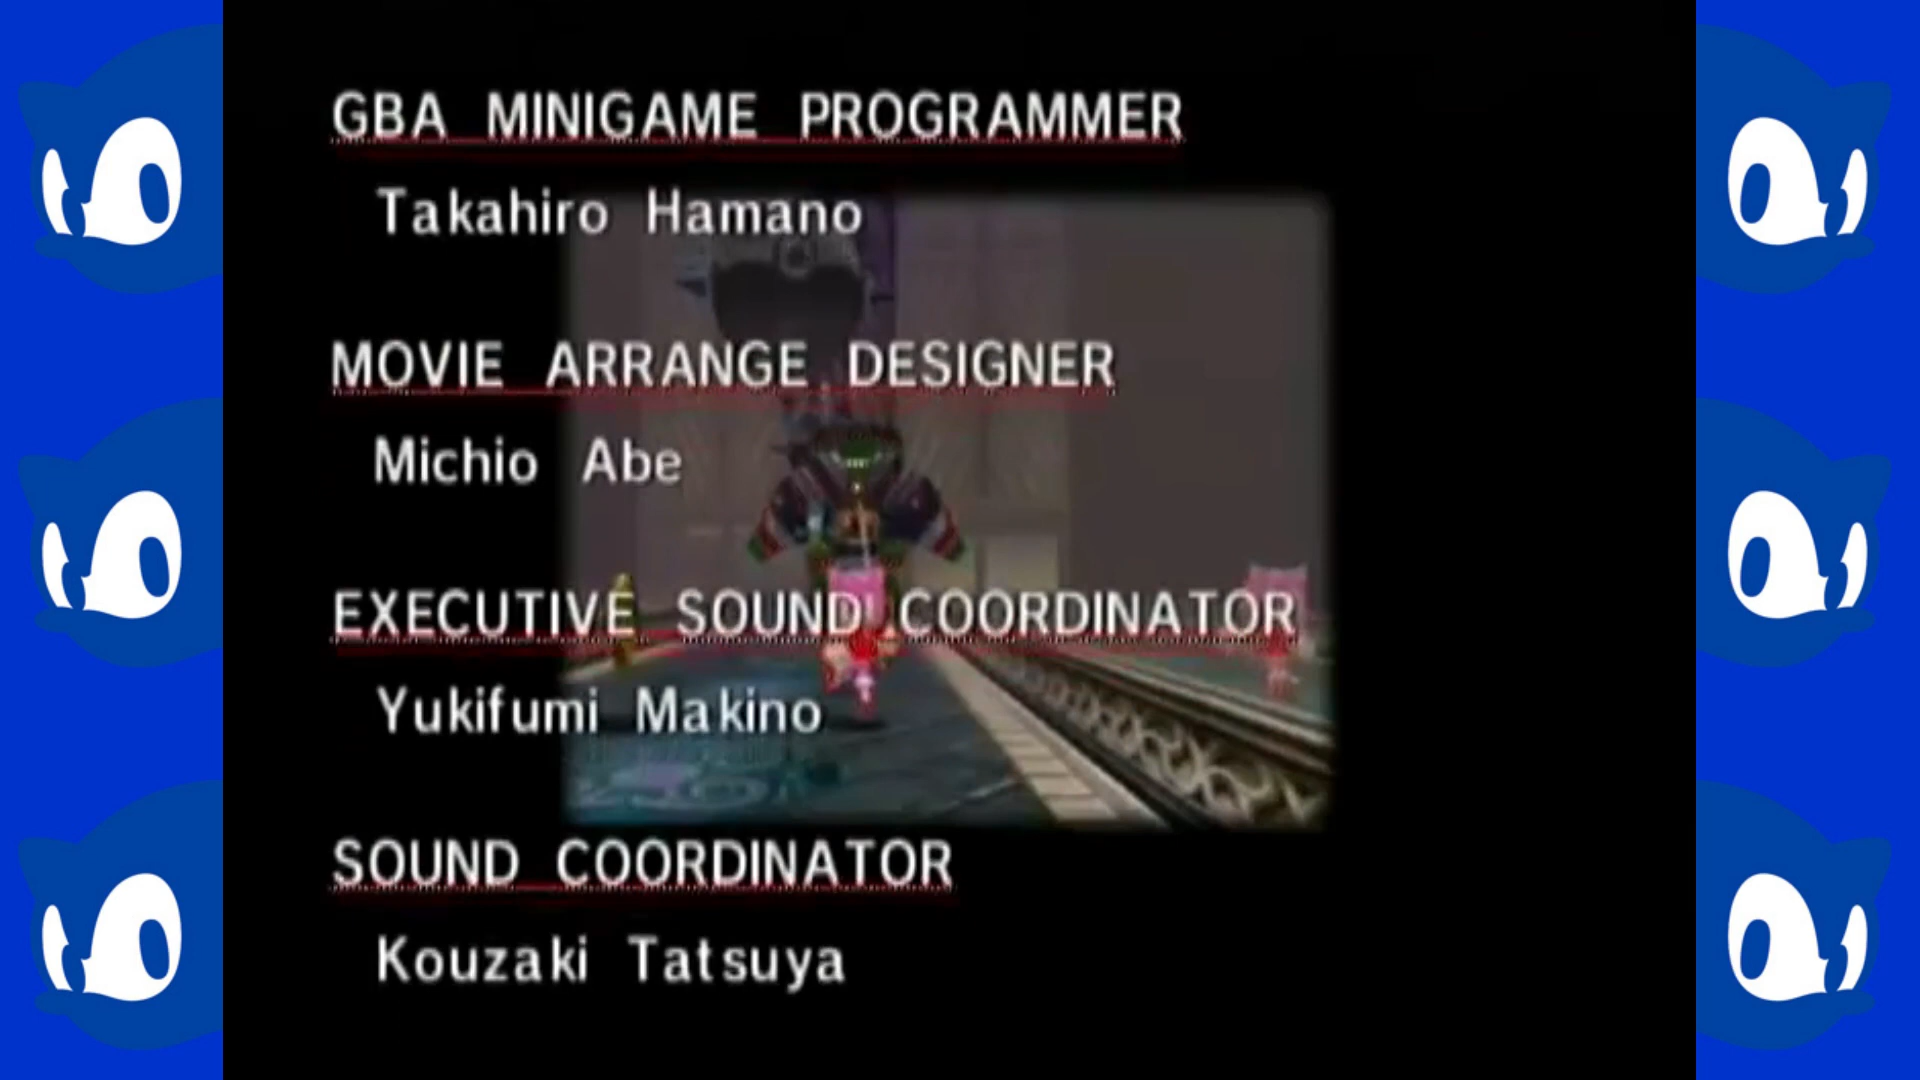 GBA MINIGAME PROGRAMMER
Takahiro Hamano
MOVIE ARRANGE DESIGNER
Michio Abe
EXECUTIVE SOUND COORDINATOR
Yukifumi Makino
SOUND COORDINATOR
Kouzaki Tatsuya